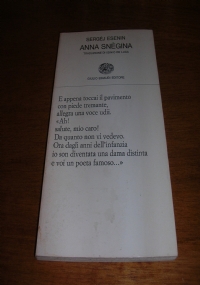 SERGEJ ESENIN
ANNA SNEGINA
GIULIO EINAUDI EDITORE
E appena toccai il pavimento
con piede tremante,
allegra una voce udii:
«Ah!
salute, mio caro!
Da quanto non vi vedevo.
Ora dagli anni dell'infanzia
io son diventata una dama distinta
e voi un poeta famoso...»